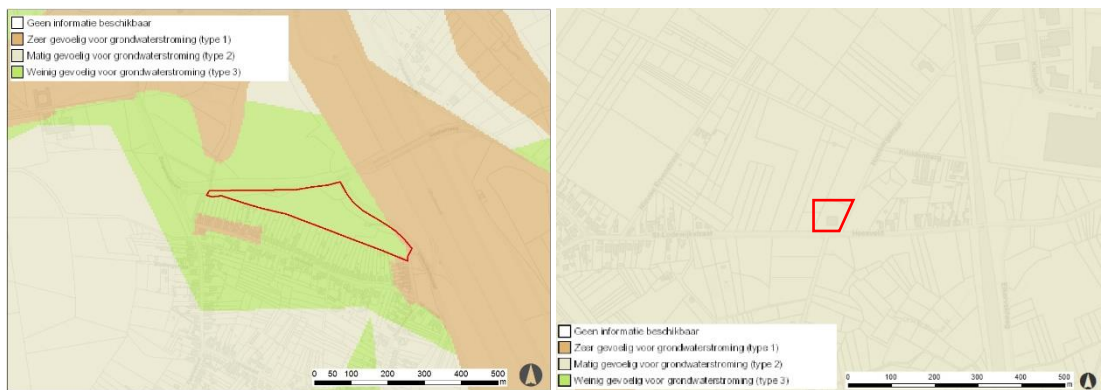 Geen informatie beschikbaar
Zeer gevoelig voor grondwaterstroming (type 1)
Matig gevoelig voor grondwaterstroming (type 2)
Weinig gevoelig voor grondwaterstroming (type 3)
0 50 100 200 300 400 500
m
Geen informatie beschikbaar
Zeer gevoelig voor grondwaterstroming (type 1)
Matig gevoelig voor grondwaterstroming (type 2)
Weinig gevoelig voor grondwaterstroming (type 3)
0 100 200 300 400 500
m